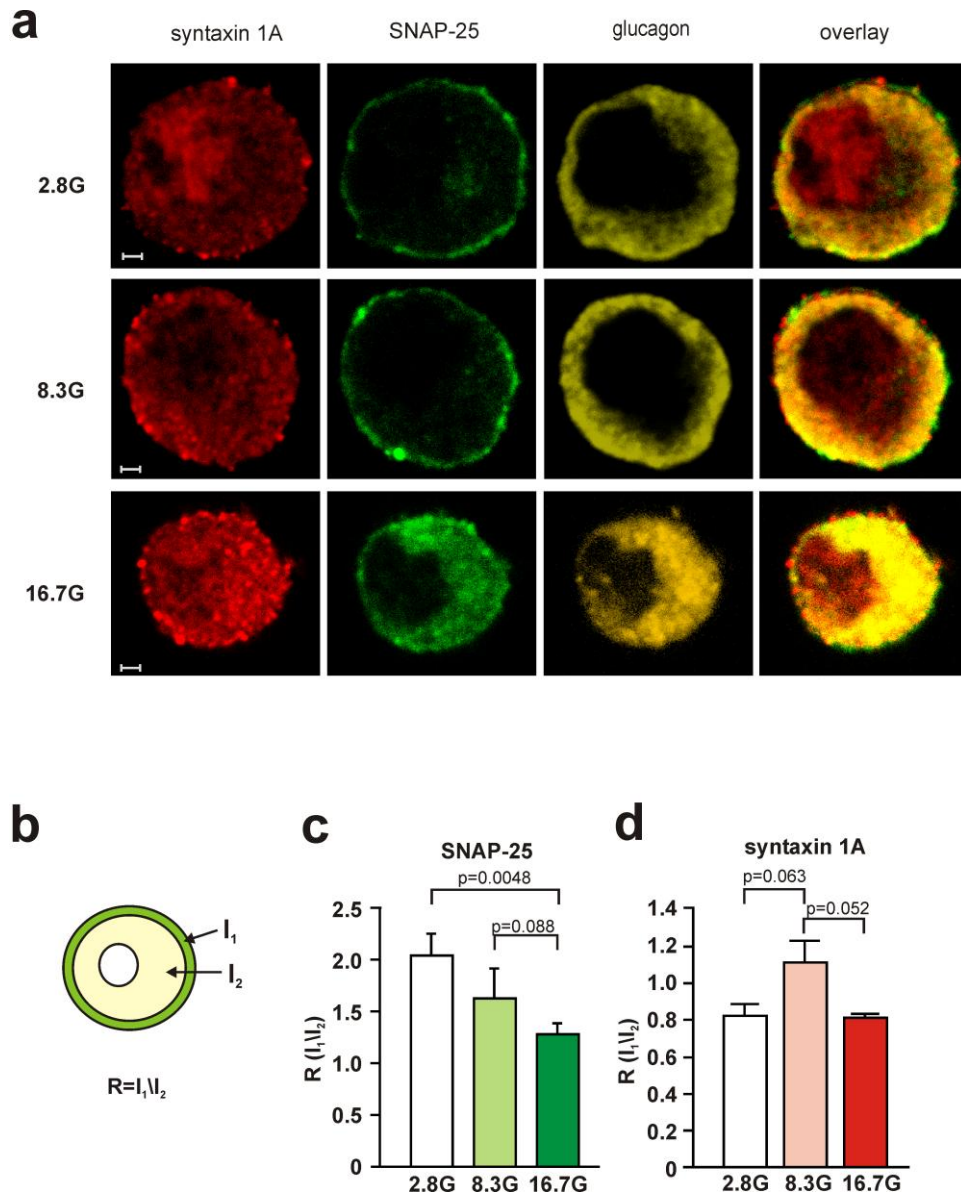 a
syntaxin 1A SNAP-25 glucagon overlay
2.8G
8.3G
16.7G
b
I₁
I₂
R=I₁\I₂
c
SNAP-25
p=0.0048
p=0.088
R (I₁\I₂)
2.5
2.0
1.5
1.0
0.5
0
2.8G 8.3G 16.7G
d
syntaxin 1A
p=0.063
p=0.052
R (I₁\I₂)
1.4
1.2
1.0
0.8
0.6
0.4
0.2
0
2.8G 8.3G 16.7G